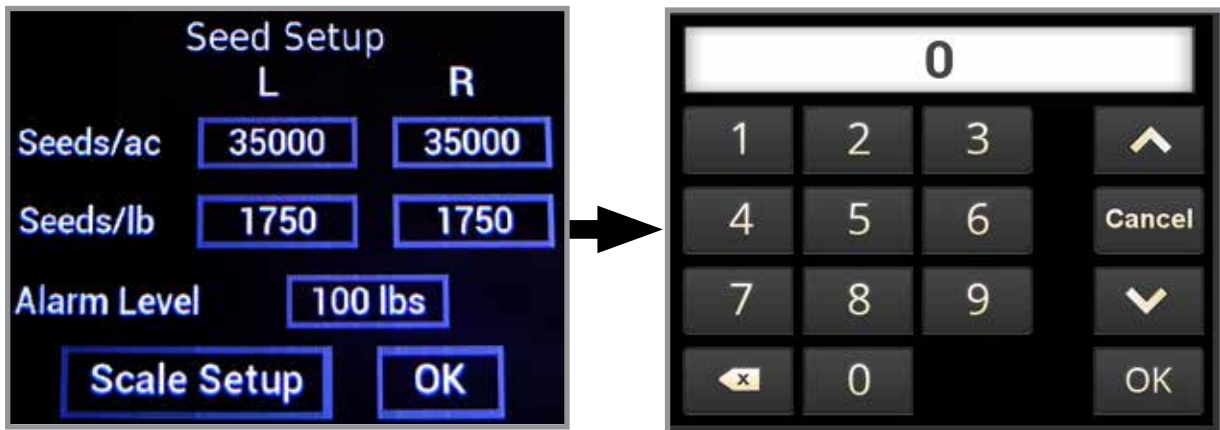 Seed Setup
L R
Seeds/ac 35000 35000
Seeds/lb 1750 1750
Alarm Level 100 lbs
Scale Setup OK
0
1 2 3
4 5 6 Cancel
7 8 9
0 OK